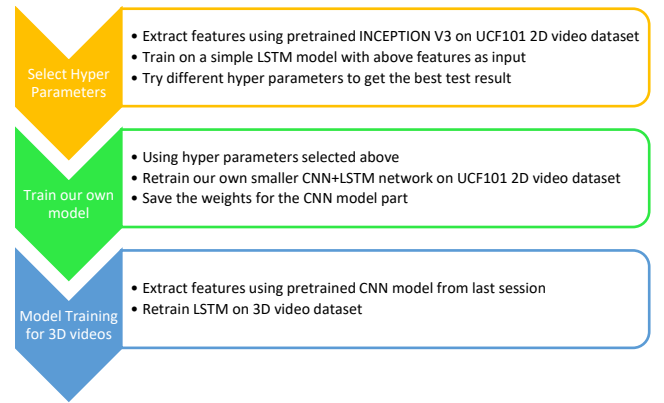 Select Hyper
Parameters
• Extract features using pretrained INCEPTION V3 on UCF101 2D video dataset
• Train on a simple LSTM model with above features as input
• Try different hyper parameters to get the best test result
Train our own
model
• Using hyper parameters selected above
• Retrain our own smaller CNN+LSTM network on UCF101 2D video dataset
• Save the weights for the CNN model part
Model Training
for 3D videos
• Extract features using pretrained CNN model from last session
• Retrain LSTM on 3D video dataset